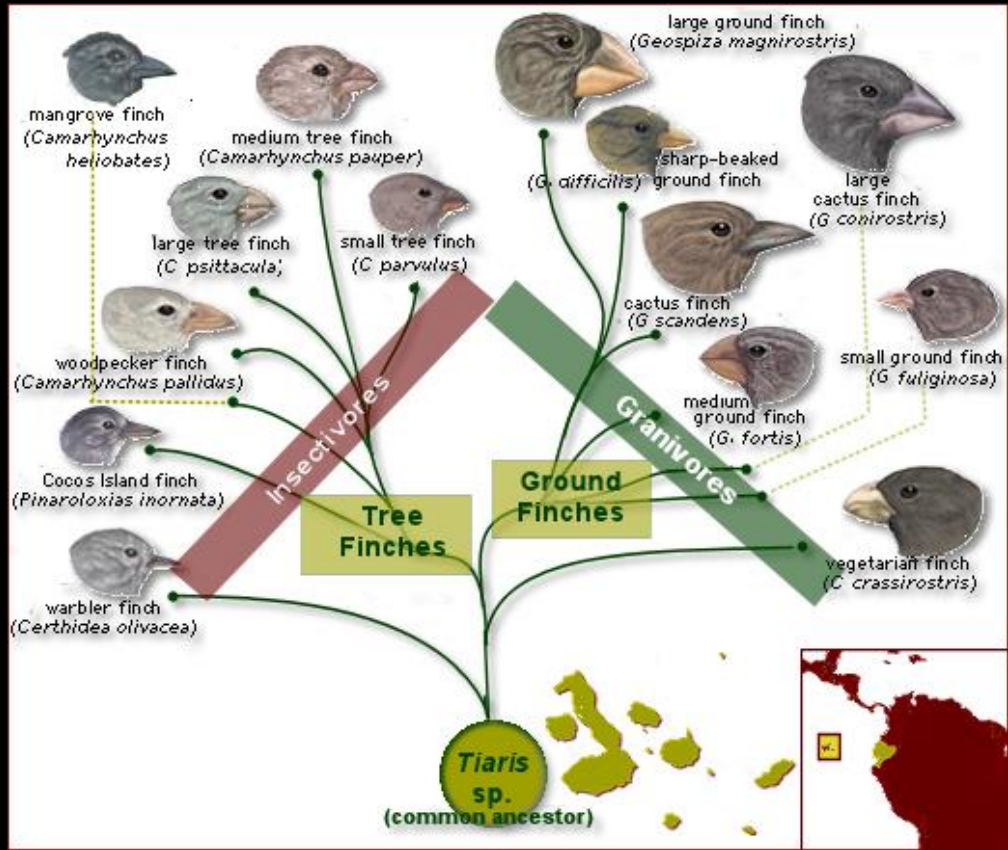 large ground finch
(Geospiza magnirostris)
mangrove finch
(Camarhynchus
heliobates)
medium tree finch
(Camarhynchus pauper)
sharp-beaked
ground finch
(G. difficilis)
large
cactus finch
(G conirostris)
large tree finch
(C psittacula)
small tree finch
(C parvulus)
cactus finch
(G scandens)
woodpecker finch
(Camarhynchus pallidus)
small ground finch
(G fuliginosa)
medium
ground finch
(G. fortis)
Insectivores
Granivores
Cocos Island finch
(Pinaroloxias inornata)
Tree
Finches
Ground
Finches
vegetarian finch
(C crassirostris)
warbler finch
(Certhidea olivacea)
Tiaris
sp.
(common ancestor)